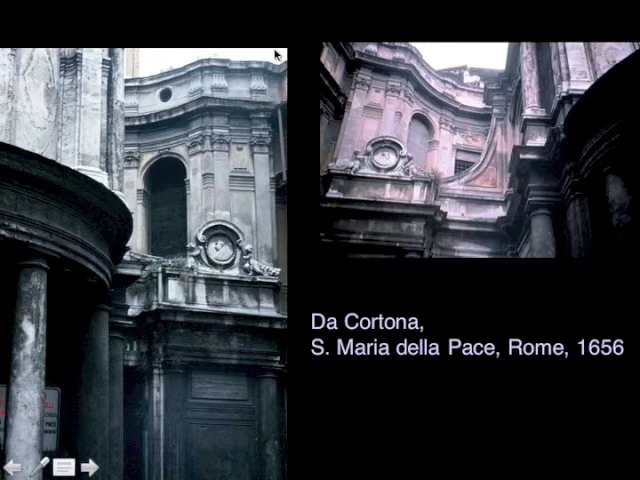 Da Cortona,
S. Maria della Pace, Rome, 1656